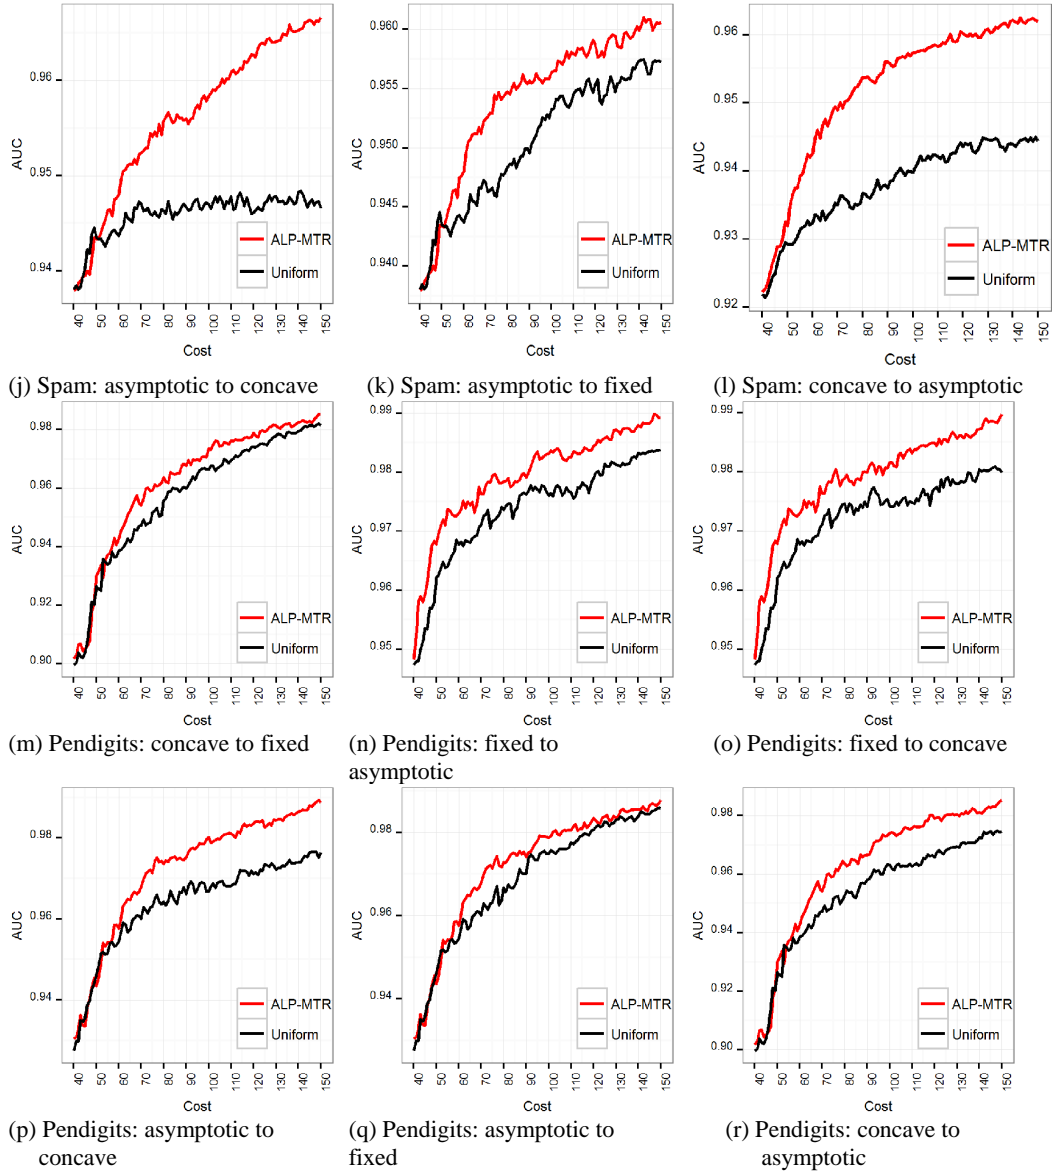 AUC
0.96
0.95
0.94
ALP-MTR
Uniform
40 50 60 70 80 90 100 110 120 130 140 150
Cost
(j) Spam: asymptotic to concave
AUC
0.960
0.955
0.950
0.945
0.940
ALP-MTR
Uniform
40 50 60 70 80 90 100 110 120 130 140 150
Cost
(k) Spam: asymptotic to fixed
AUC
0.96
0.95
0.94
0.93
0.92
ALP-MTR
Uniform
40 50 60 70 80 90 100 110 120 130 140 150
Cost
(l) Spam: concave to asymptotic
AUC
0.98
0.96
0.94
0.92
0.90
ALP-MTR
Uniform
40 50 60 70 80 90 100 110 120 130 140 150
Cost
(m) Pendigits: concave to fixed
AUC
0.99
0.98
0.97
0.96
0.95
ALP-MTR
Uniform
40 50 60 70 80 90 100 110 120 130 140 150
Cost
(n) Pendigits: fixed to
asymptotic
AUC
0.99
0.98
0.97
0.96
0.95
ALP-MTR
Uniform
40 50 60 70 80 90 100 110 120 130 140 150
Cost
(o) Pendigits: fixed to concave
AUC
0.98
0.96
0.94
ALP-MTR
Uniform
40 50 60 70 80 90 100 110 120 130 140 150
Cost
(p) Pendigits: asymptotic to
concave
AUC
0.98
0.96
0.94
ALP-MTR
Uniform
40 50 60 70 80 90 100 110 120 130 140 150
Cost
(q) Pendigits: asymptotic to
fixed
AUC
0.98
0.96
0.94
0.92
0.90
ALP-MTR
Uniform
40 50 60 70 80 90 100 110 120 130 140 150
Cost
(r) Pendigits: concave to
asymptotic